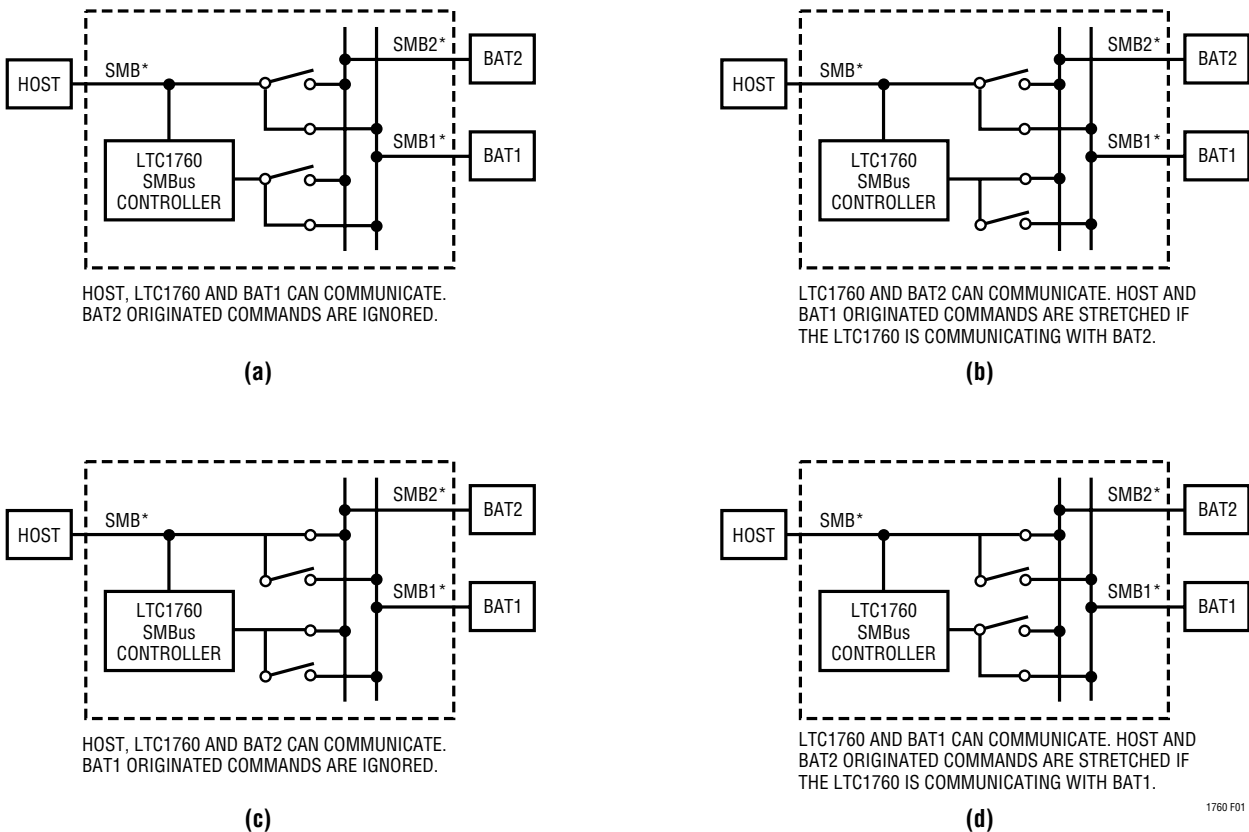 HOST
SMB*
LTC1760
SMBus
CONTROLLER
SMB2*
BAT2
SMB1*
BAT1
HOST, LTC1760 AND BAT1 CAN COMMUNICATE.
BAT2 ORIGINATED COMMANDS ARE IGNORED.
(a)
HOST
SMB*
LTC1760
SMBus
CONTROLLER
SMB2*
BAT2
SMB1*
BAT1
LTC1760 AND BAT2 CAN COMMUNICATE. HOST AND
BAT1 ORIGINATED COMMANDS ARE STRETCHED IF
THE LTC1760 IS COMMUNICATING WITH BAT2.
(b)
HOST
SMB*
LTC1760
SMBus
CONTROLLER
SMB2*
BAT2
SMB1*
BAT1
HOST, LTC1760 AND BAT2 CAN COMMUNICATE.
BAT1 ORIGINATED COMMANDS ARE IGNORED.
(c)
HOST
SMB*
LTC1760
SMBus
CONTROLLER
SMB2*
BAT2
SMB1*
BAT1
LTC1760 AND BAT1 CAN COMMUNICATE. HOST AND
BAT2 ORIGINATED COMMANDS ARE STRETCHED IF
THE LTC1760 IS COMMUNICATING WITH BAT1.
(d)
1760 F01